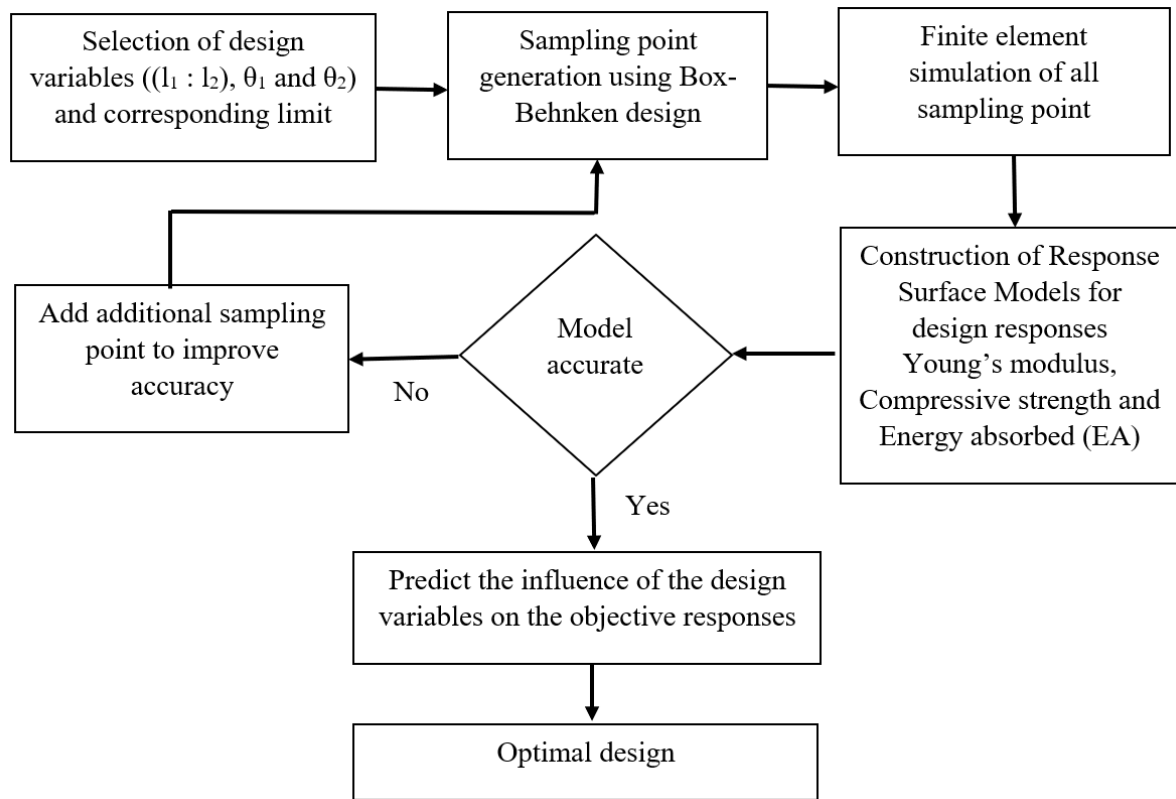 Selection of design
variables ((l₁ : l₂), θ₁ and θ₂)
and corresponding limit
Sampling point
generation using Box-
Behnken design
Finite element
simulation of all
sampling point
Construction of Response
Surface Models for
design responses
Young's modulus,
Compressive strength and
Energy absorbed (EA)
Model
accurate
No
Add additional sampling
point to improve
accuracy
Yes
Predict the influence of the design
variables on the objective responses
Optimal design